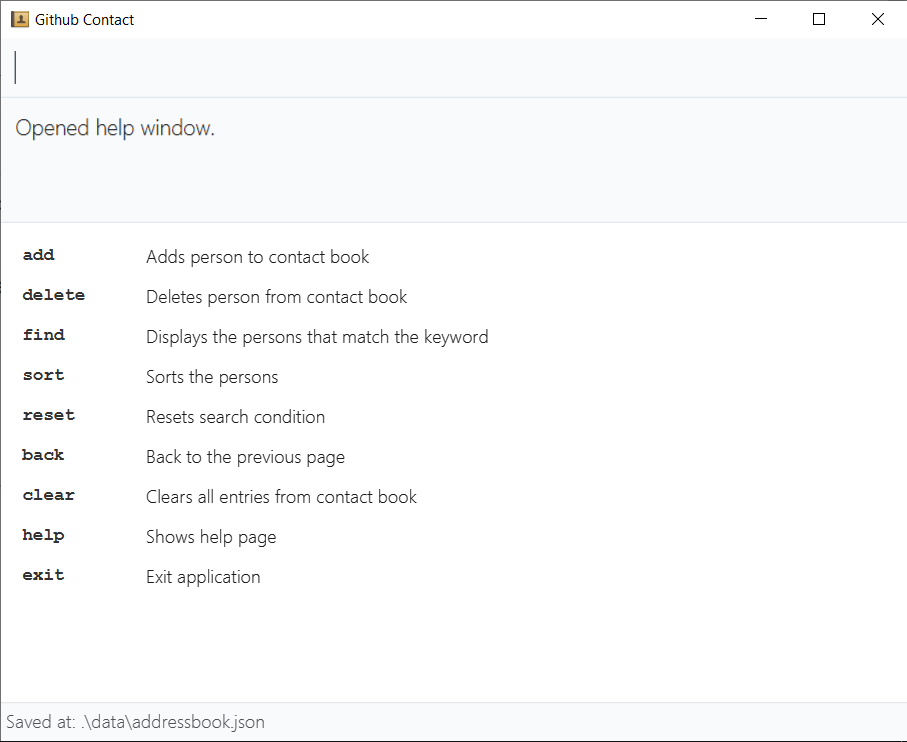 Github Contact
Opened help window.
add Adds person to contact book
delete Deletes person from contact book
find Displays the persons that match the keyword
sort Sorts the persons
reset Resets search condition
back Back to the previous page
clear Clears all entries from contact book
help Shows help page
exit Exit application
Saved at: .\data\addressbook.json